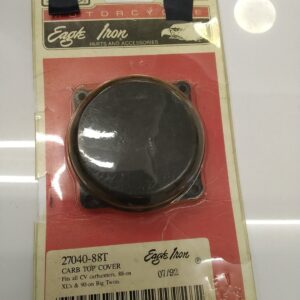 MOTORCYCLE
Eagle Iron
PARTS AND ACCESSORIES
27040-88T
CARB TOP COVER
Fits all CV carburetors, 88-on
XL's & 90-on Big Twins
Eagle Iron
07/92